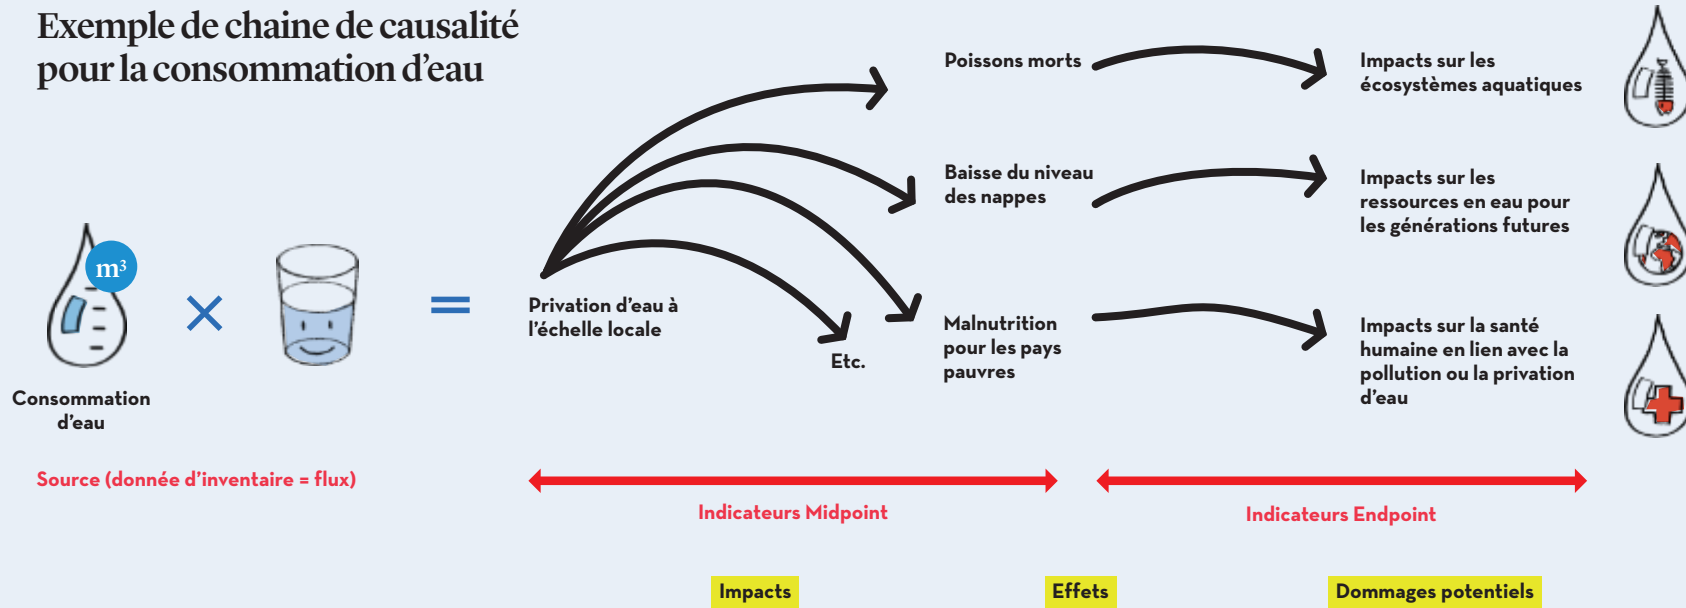 Exemple de chaine de causalité
pour la consommation d'eau
m³
Consommation
d'eau
×
=
Privation d'eau à
l'échelle locale
Poissons morts
Baisse du niveau
des nappes
Malnutrition
pour les pays
pauvres
Etc.
Impacts sur les
écosystèmes aquatiques
Impacts sur les
ressources en eau pour
les générations futures
Impacts sur la santé
humaine en lien avec la
pollution ou la privation
d'eau
Source (donnée d'inventaire = flux)
Indicateurs Midpoint
Indicateurs Endpoint
Impacts
Effets
Dommages potentiels